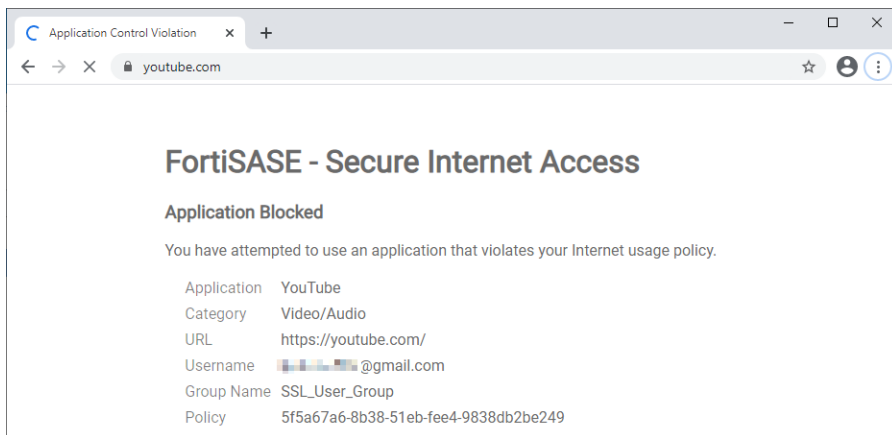 Application Control Violation
youtube.com
FortiSASE - Secure Internet Access
Application Blocked
You have attempted to use an application that violates your Internet usage policy.
Application YouTube
Category Video/Audio
URL https://youtube.com/
Username @gmail.com
Group Name SSL_User_Group
Policy 5f5a67a6-8b38-51eb-fee4-9838db2be249